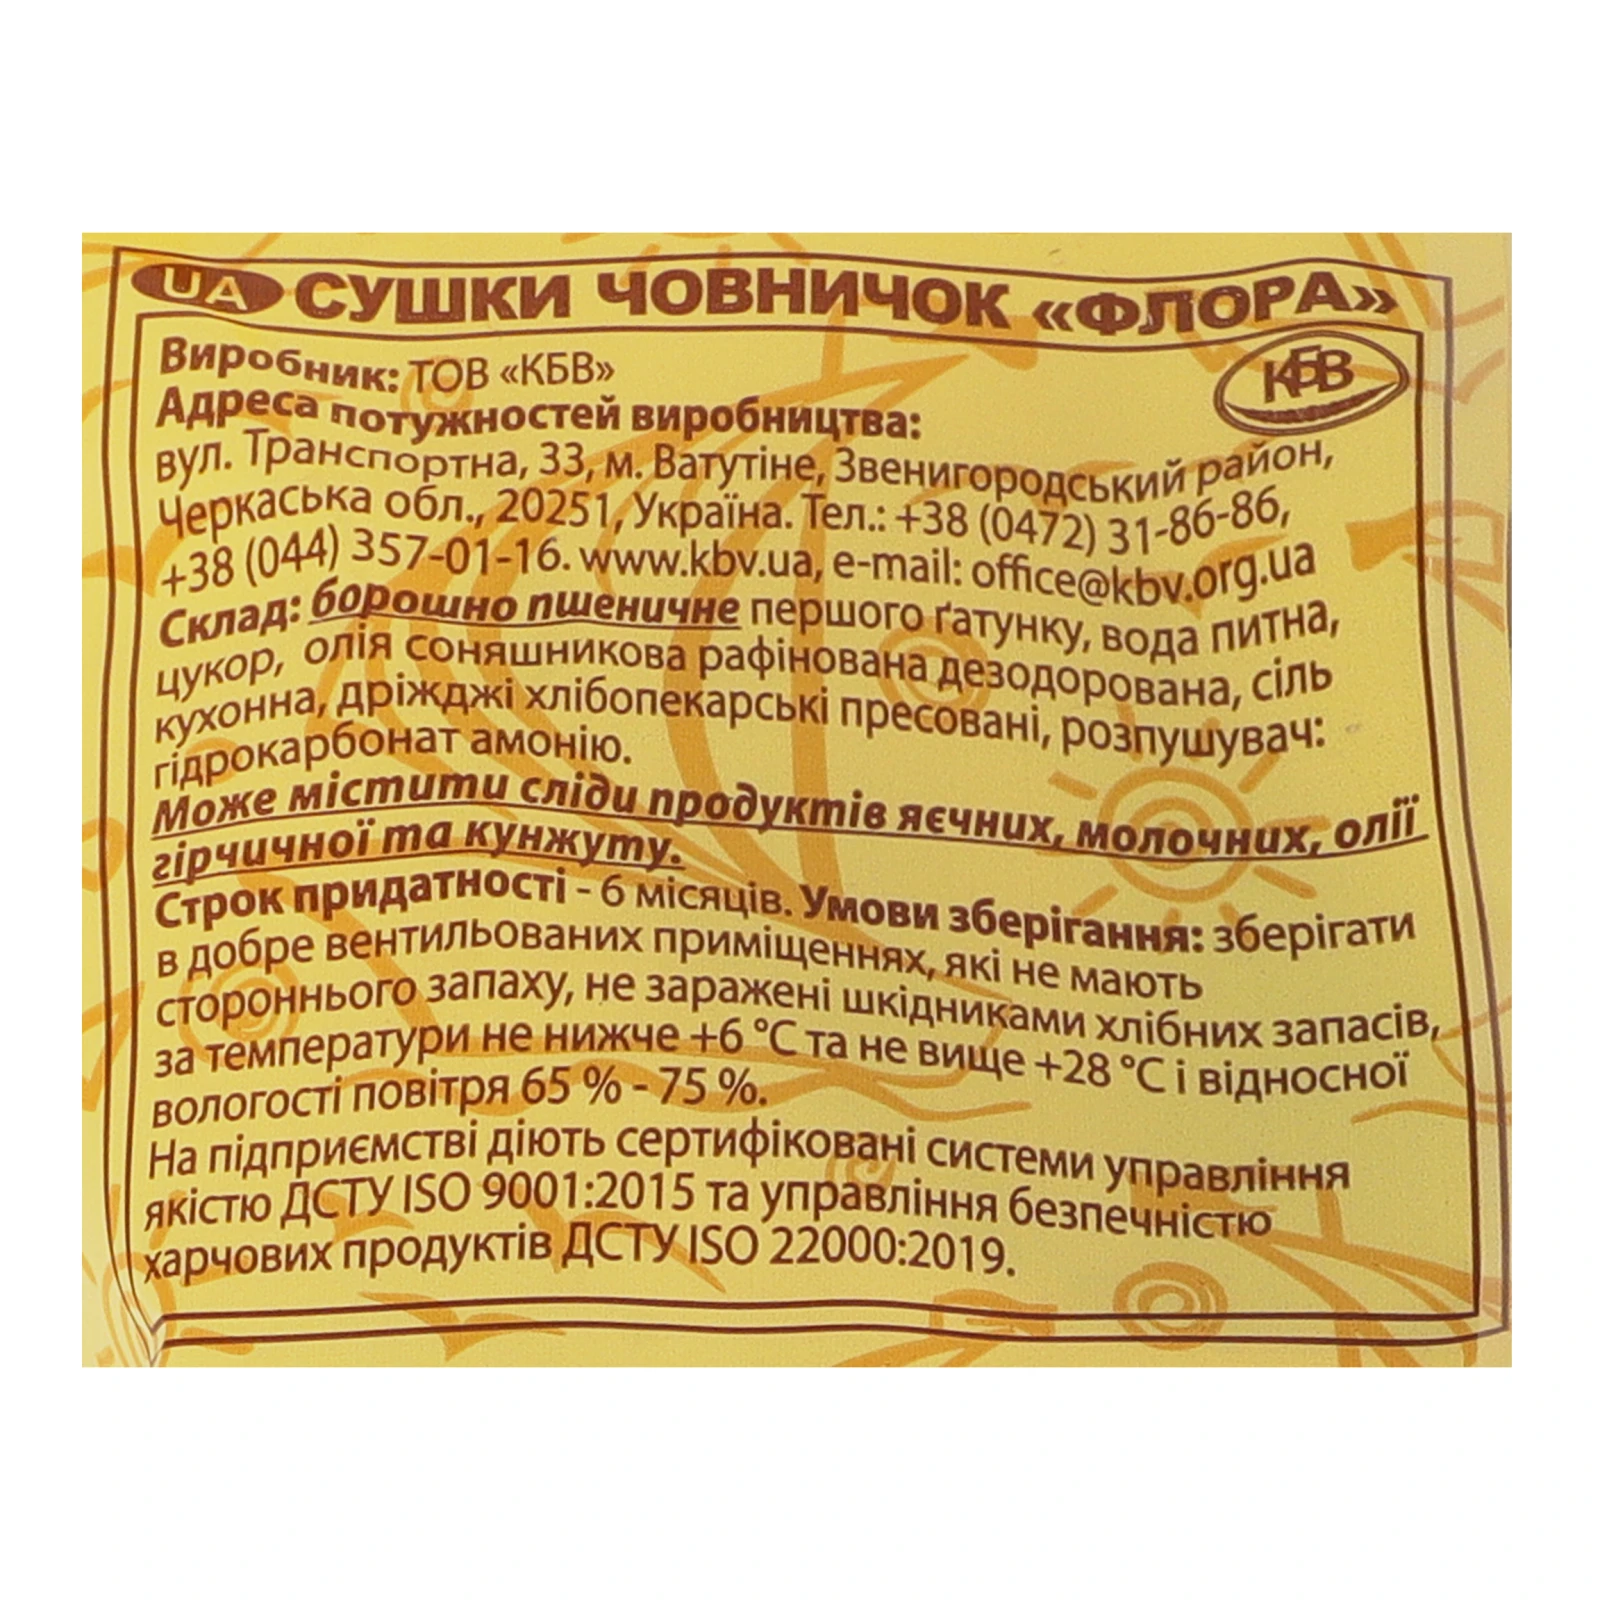 UA СУШКИ ЧОВНИЧОК «ФЛОРА»
КБВ
Виробник: ТОВ «КБВ»
Адреса потужностей виробництва:
вул. Транспортна, 33, м. Ватутіне, Звенигородський район,
Черкаська обл., 20251, Україна. Тел.: +38 (0472) 31-86-86,
+38 (044) 357-01-16. www.kbv.ua, e-mail: office@kbv.org.ua
Склад: борошно пшеничне першого ґатунку, вода питна,
цукор, олія соняшникова рафінована дезодорована, сіль
кухонна, дріжджі хлібопекарські пресовані, розпушувач:
гідрокарбонат амонію.
Може містити сліди продуктів яєчних, молочних, олії
гірчичної та кунжуту.
Строк придатності - 6 місяців. Умови зберігання: зберігати
в добре вентильованих приміщеннях, які не мають
стороннього запаху, не заражені шкідниками хлібних запасів,
за температури не нижче +6 °С та не вище +28 °С і відносної
вологості повітря 65 % - 75 %.
На підприємстві діють сертифіковані системи управління
якістю ДСТУ ISO 9001:2015 та управління безпечністю
харчових продуктів ДСТУ ISO 22000:2019.